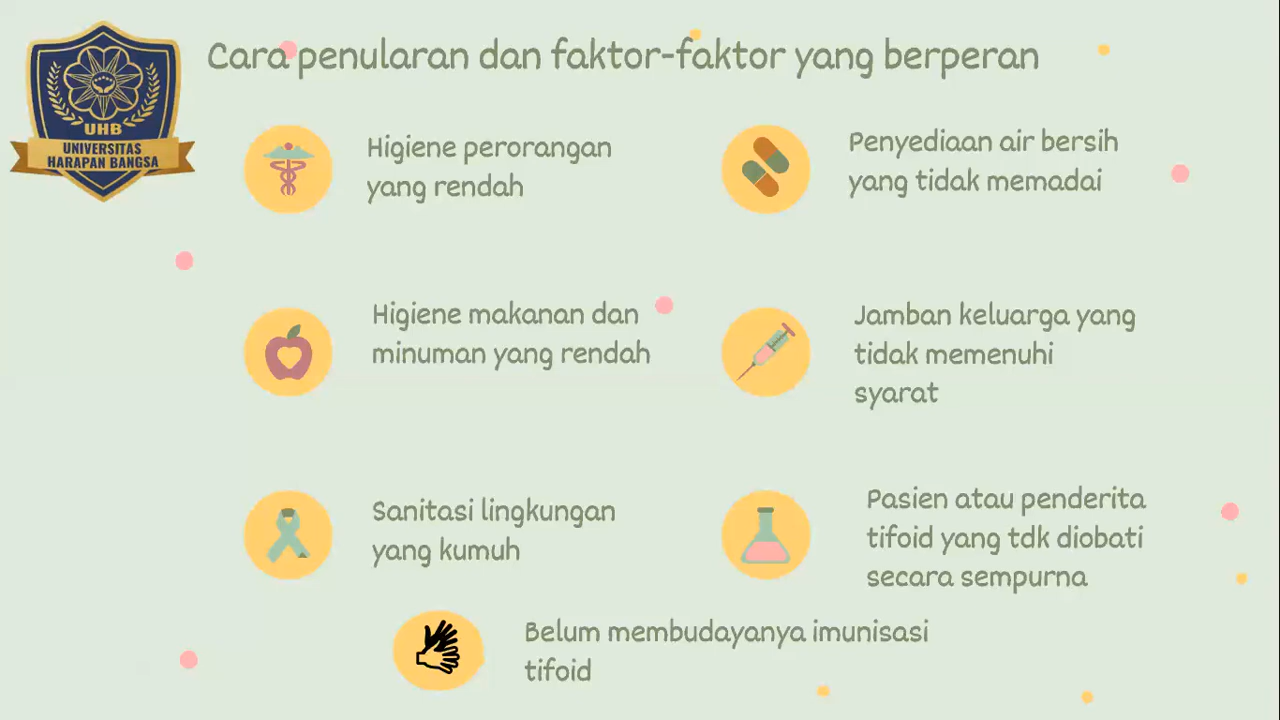 Cara penularan dan faktor-faktor yang berperan
UHB
UNIVERSITAS
HARAPAN BANGSA
Higiene perorangan
yang rendah
Penyediaan air bersih
yang tidak memadai
Higiene makanan dan
minuman yang rendah
Jamban keluarga yang
tidak memenuhi
syarat
Sanitasi lingkungan
yang kumuh
Pasien atau penderita
tifoid yang tdk diobati
secara sempurna
Belum membudayanya imunisasi
tifoid